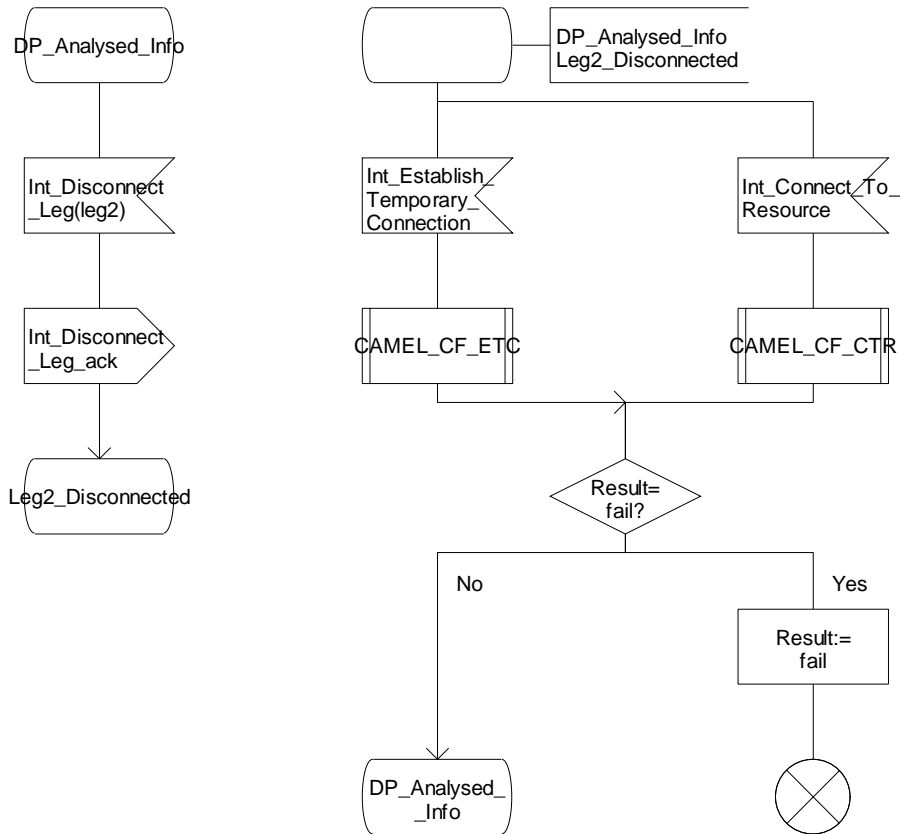 DP_Analysed_Info
Int_Disconnect
_Leg(leg2)
Int_Disconnect
_Leg_ack
Leg2_Disconnected
DP_Analysed_Info
Leg2_Disconnected
Int_Establish_
Temporary_
Connection
Int_Connect_To_
Resource
CAMEL_CF_ETC
CAMEL_CF_CTR
Result=
fail?
No
Yes
Result:=
fail
DP_Analysed_
_Info